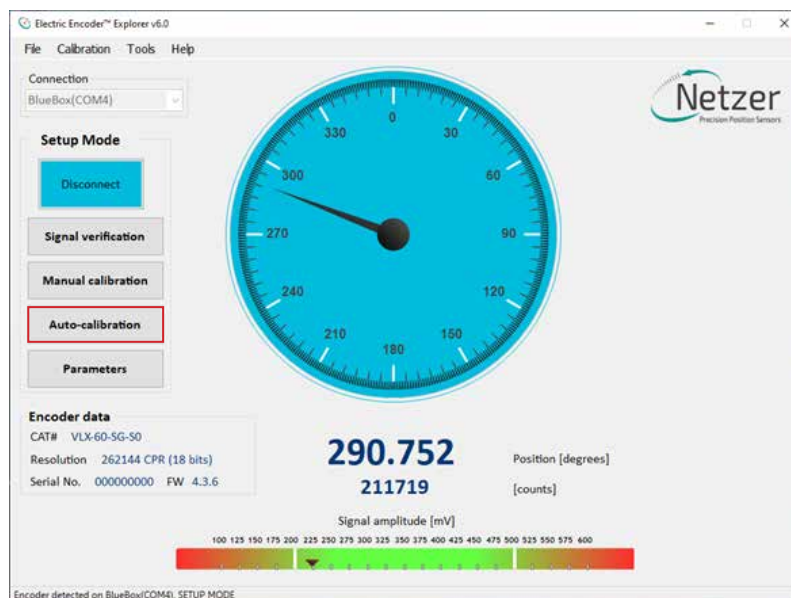 Electric Encoder™ Explorer v6.0
File Calibration Tools Help
Connection
BlueBox(COM4)
Netzer
Precision Position Sensors
Setup Mode
Disconnect
Signal verification
Manual calibration
Auto-calibration
Parameters
0
30
60
90
120
150
180
210
240
270
300
330
Encoder data
CAT# VLX-60-SG-S0
Resolution 262144 CPR (18 bits)
Serial No. 000000000 FW 4.3.6
290.752 Position [degrees]
211719 [counts]
Signal amplitude [mV]
100 125 150 175 200 225 250 275 300 325 350 375 400 425 450 475 500 525 550 575 600
Encoder detected on BlueBox(COM4). SETUP MODE